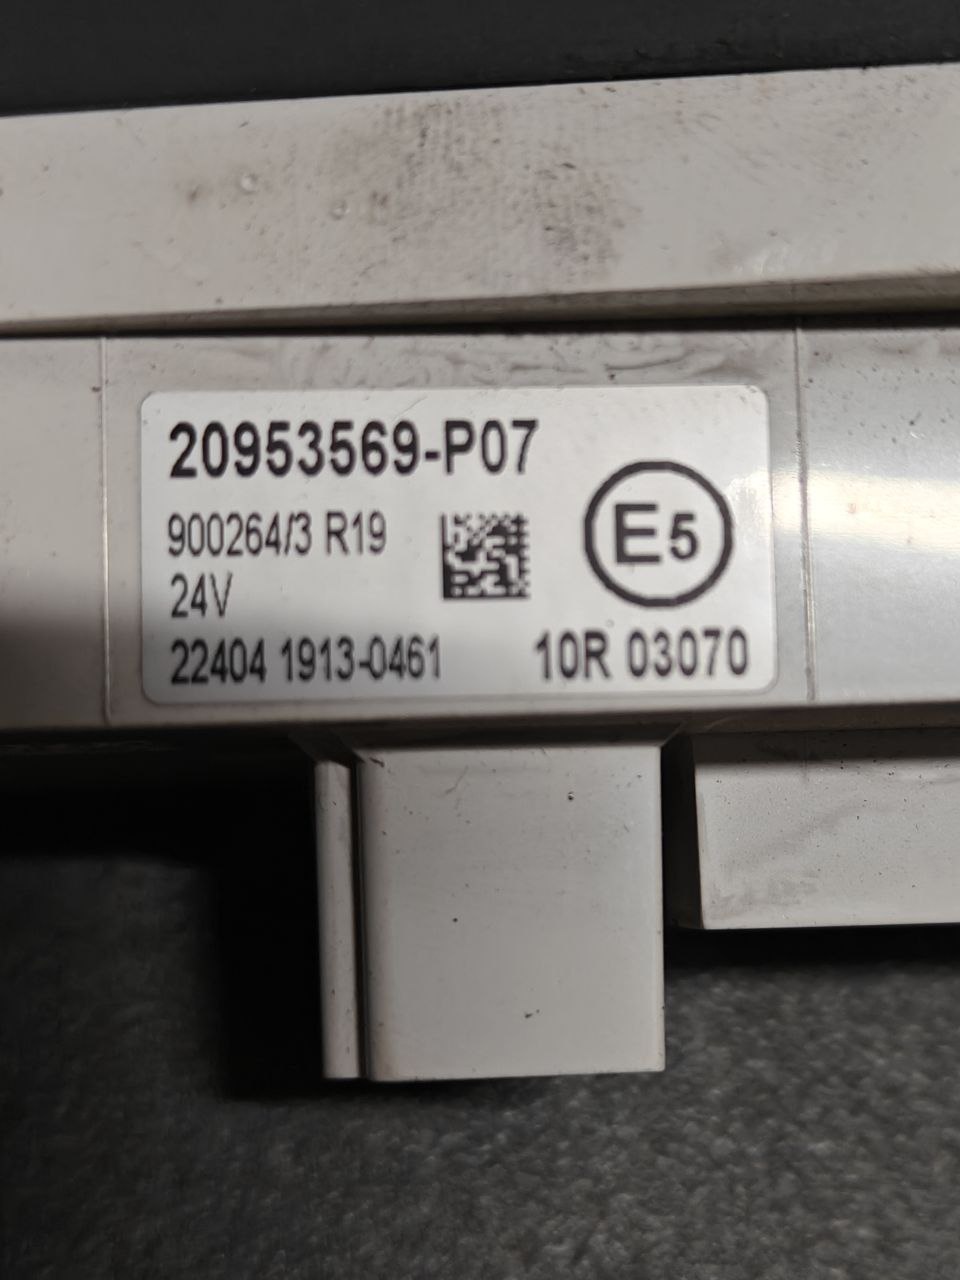 20953569-P07
900264/3 R19
24V
E5
22404 1913-0461
10R 03070